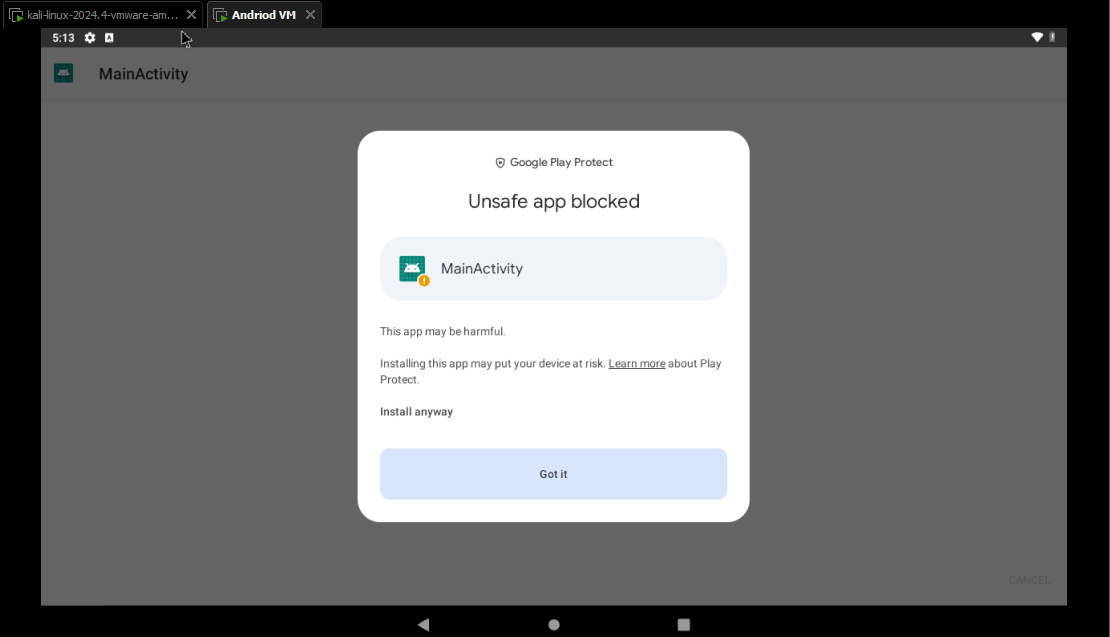 kali-linux-2024.4-vmware-am...
Andriod VM
5:13
MainActivity
Google Play Protect
Unsafe app blocked
MainActivity
This app may be harmful.
Installing this app may put your device at risk. Learn more about Play
Protect.
Install anyway
Got it
CANCEL